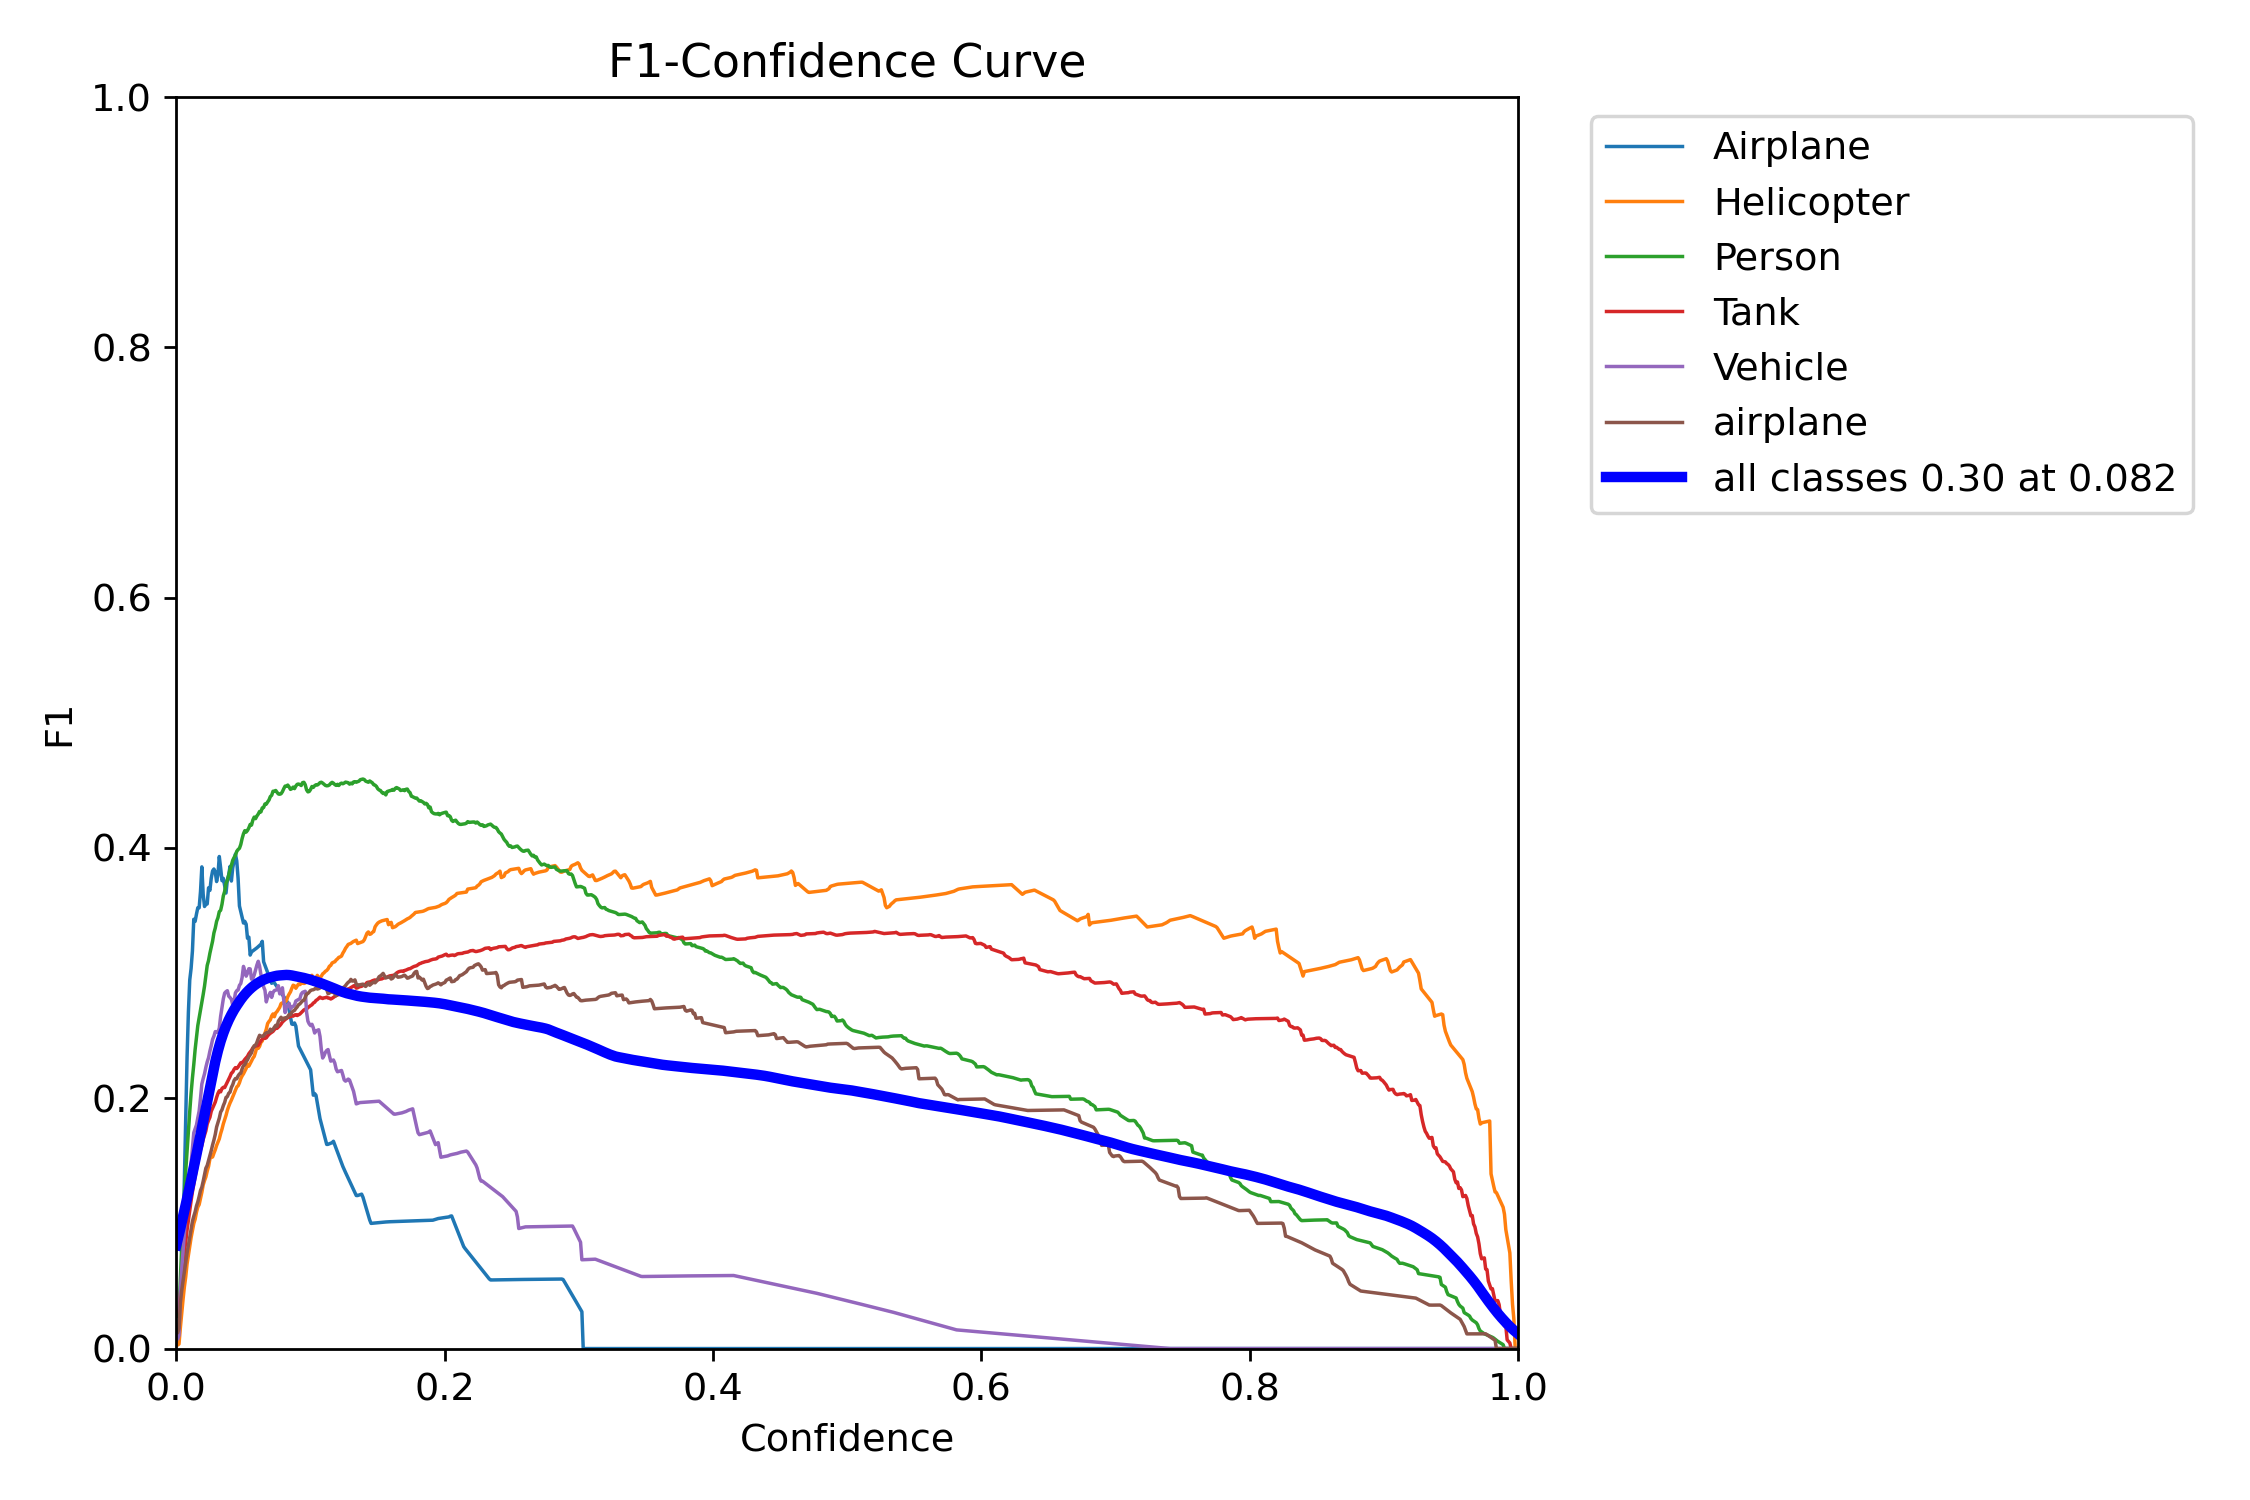 F1-Confidence Curve
1.0
0.8
0.6
0.4
0.2
0.0
F1
0.0 0.2 0.4 0.6 0.8 1.0
Confidence
Airplane
Helicopter
Person
Tank
Vehicle
airplane
all classes 0.30 at 0.082